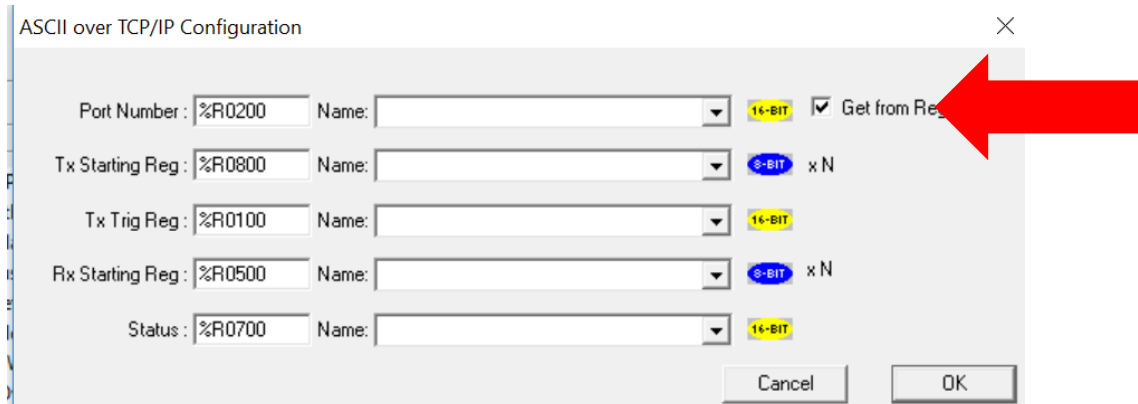 ASCII over TCP/IP Configuration
Port Number : %R0200 Name: 16-BIT Get from
Tx Starting Reg : %R0800 Name: 8-BIT x N
Tx Trig Reg : %R0100 Name: 16-BIT
Rx Starting Reg : %R0500 Name: 8-BIT x N
Status : %R0700 Name: 16-BIT
Cancel OK